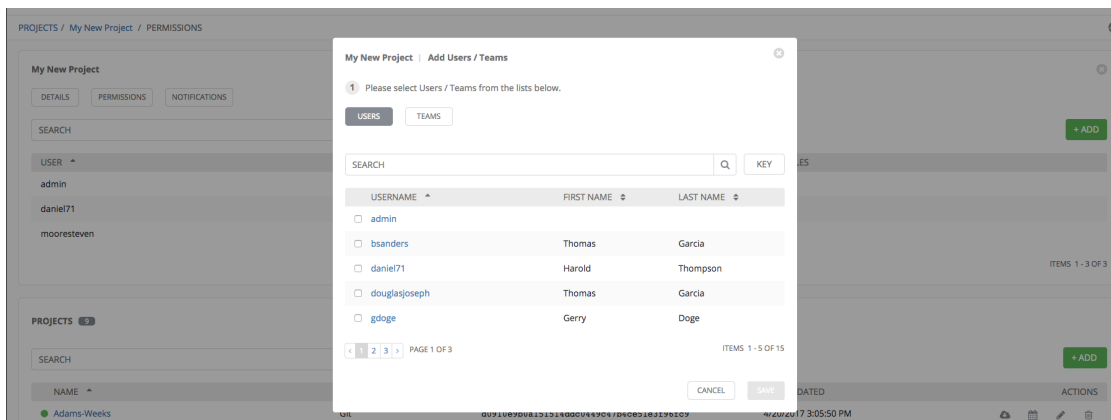 PROJECTS / My New Project / PERMISSIONS
My New Project
DETAILS PERMISSIONS NOTIFICATIONS
SEARCH
+ ADD
USER
admin
daniel71
mooresteven
ITEMS 1 - 3 OF 3
PROJECTS 9
SEARCH
+ ADD
NAME
ACTIONS
Adams-Weeks
4/20/2017 3:05:50 PM
My New Project | Add Users / Teams
1 Please select Users / Teams from the lists below.
USERS TEAMS
SEARCH KEY
USERNAME FIRST NAME LAST NAME
admin
bsanders Thomas Garcia
daniel71 Harold Thompson
douglasjoseph Thomas Garcia
gdoge Gerry Doge
< 1 2 3 > PAGE 1 OF 3 ITEMS 1 - 5 OF 15
CANCEL SAVE